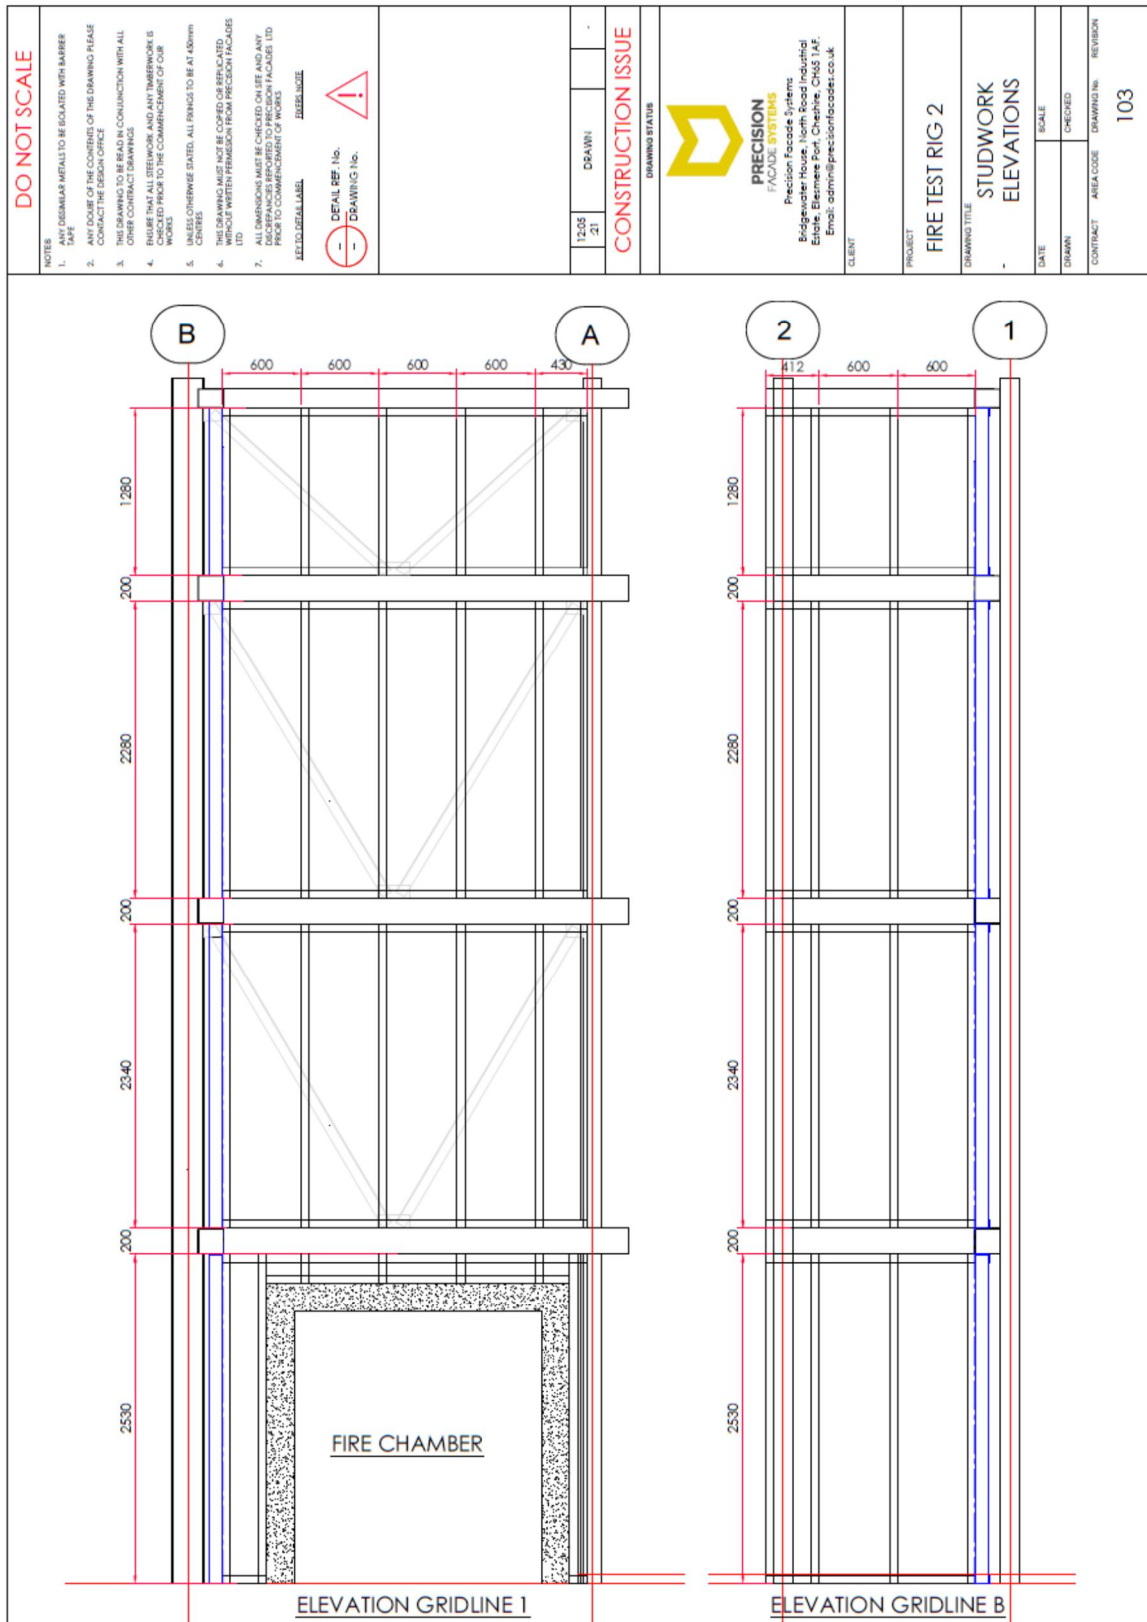 DO NOT SCALE
NOTES
1. ANY DISSIMILAR METALS TO BE ISOLATED WITH BARRIER
TAPE
2. ANY DOUBT OF THE CONTENTS OF THIS DRAWING PLEASE
CONTACT THE DESIGN OFFICE
3. THIS DRAWING TO BE READ IN CONJUNCTION WITH ALL
OTHER CONTRACT DRAWINGS
4. ENSURE THAT ALL STEELWORK AND ANY TIMBERWORK IS
CHECKED PRIOR TO THE COMMENCEMENT OF OUR
WORKS
5. UNLESS OTHERWISE STATED, ALL FIXINGS TO BE AT 450mm
CENTRES
6. THIS DRAWING MUST NOT BE COPIED OR REPLICATED
WITHOUT WRITTEN PERMISSION FROM PRECISION FACADES
LTD
7. ALL DIMENSIONS MUST BE CHECKED ON SITE AND ANY
DISCREPANCIES REPORTED TO PRECISION FACADES LTD
PRIOR TO COMMENCEMENT OF WORKS
KEY TO DETAIL LABEL
FIXERS NOTE
- DETAIL REF. No.
- DRAWING No.
!
12:05
:21
DRAWN
-
CONSTRUCTION ISSUE
DRAWING STATUS
PRECISION
FACADE SYSTEMS
Precision Facade Systems
Bridgewater House, North Road Industrial
Estate, Ellesmere Port, Cheshire, CH65 1AF.
Email: admin@precisionfacades.co.uk
CLIENT
PROJECT
FIRE TEST RIG 2
DRAWING TITLE
STUDWORK
ELEVATIONS
-
DATE
SCALE
DRAWN
CHECKED
CONTRACT
AREA CODE
DRAWING No.
REVISION
103
B
A
600
600
600
600
430
1280
200
2280
200
2340
200
2530
FIRE CHAMBER
ELEVATION GRIDLINE 1
2
1
412
600
600
1280
200
2280
200
2340
200
2530
ELEVATION GRIDLINE B